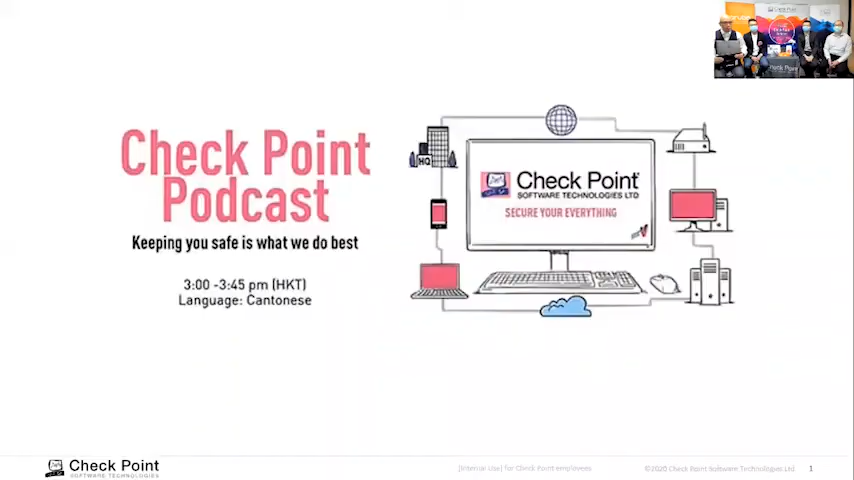 Check Point
Check Point
Podcast
Keeping you safe is what we do best
3:00 -3:45 pm (HKT)
Language: Cantonese
HQ
Check Point
SOFTWARE TECHNOLOGIES LTD
SECURE YOUR EVERYTHING
Check Point
SOFTWARE TECHNOLOGIES
[Internal Use] for Check Point employees
©2020 Check Point Software Technologies Ltd.
1